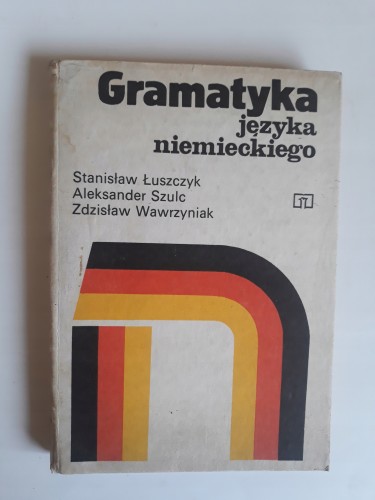 Gramatyka
języka
niemieckiego
Stanisław Łuszczyk
Aleksander Szulc
Zdzisław Wawrzyniak